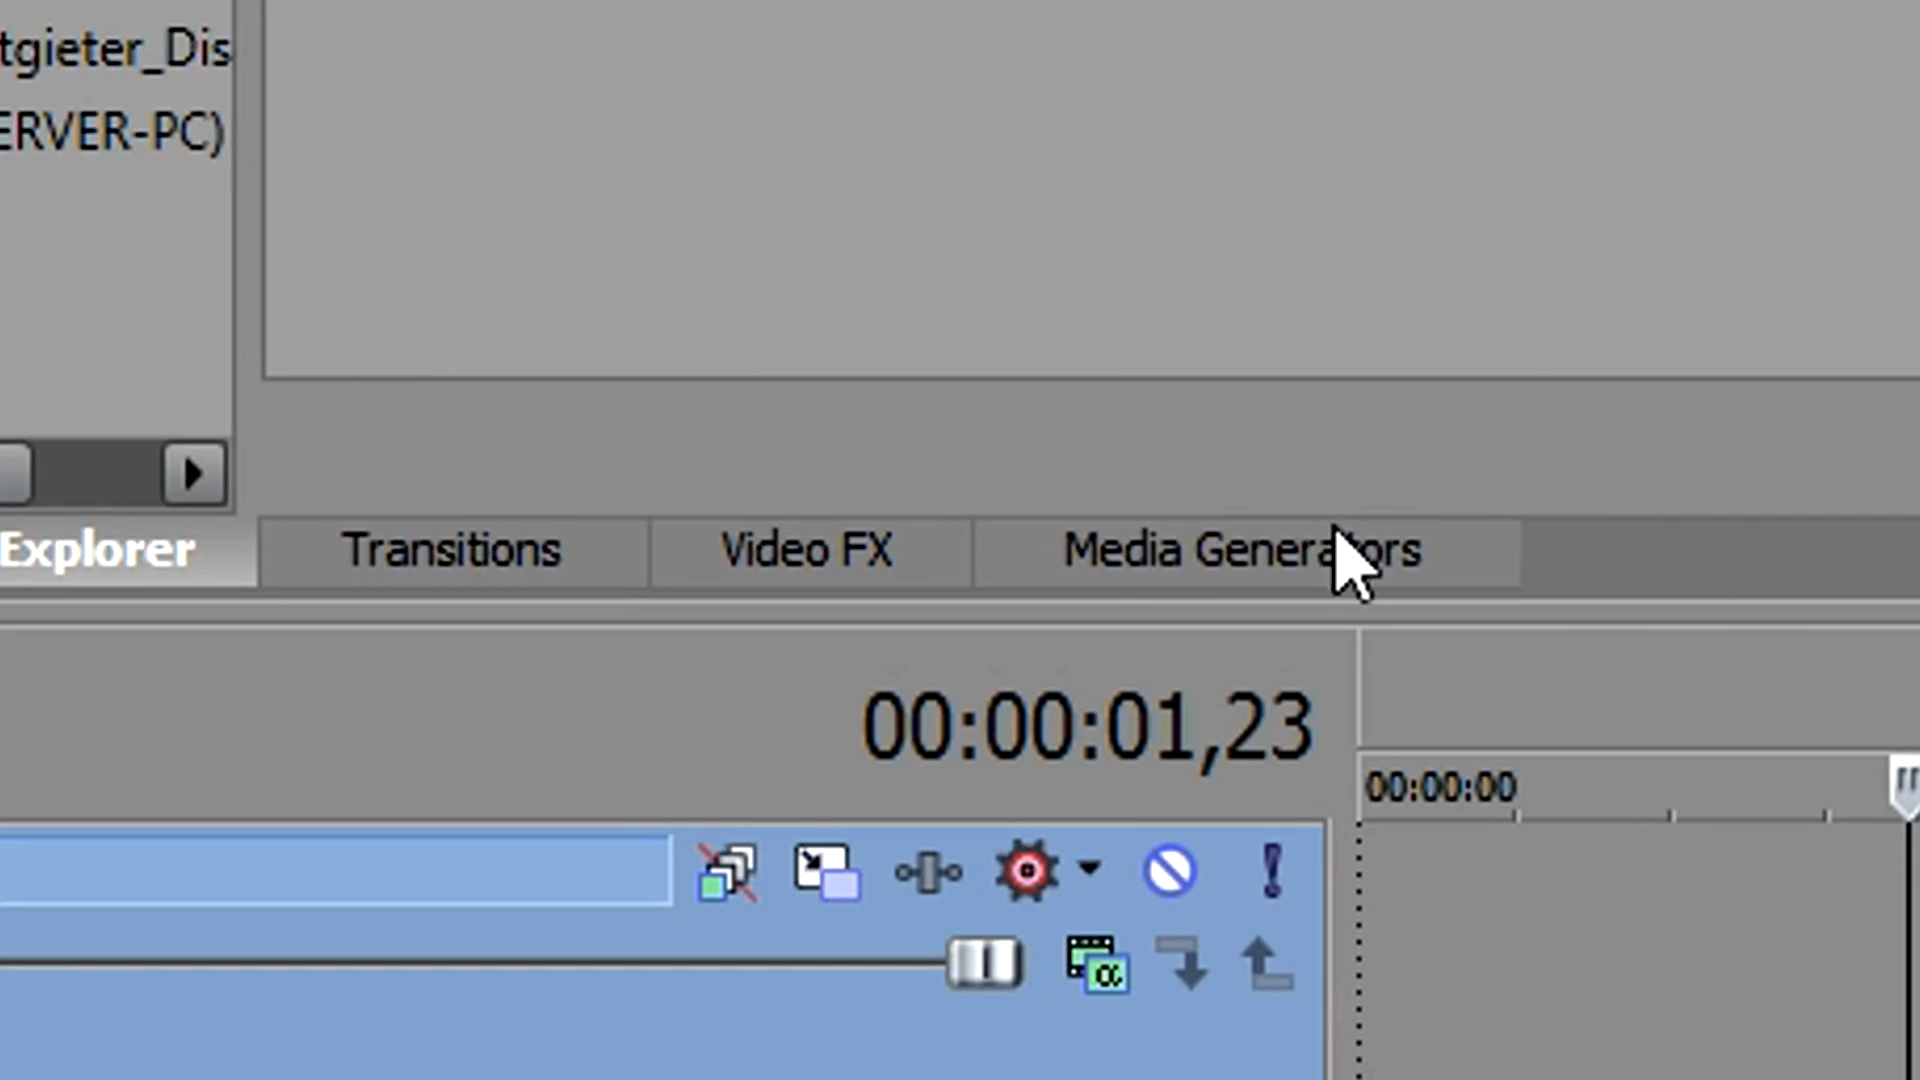 tgieter_Dis
ERVER-PC)
Explorer Transitions Video FX Media Generators
00:00:01,23
00:00:00